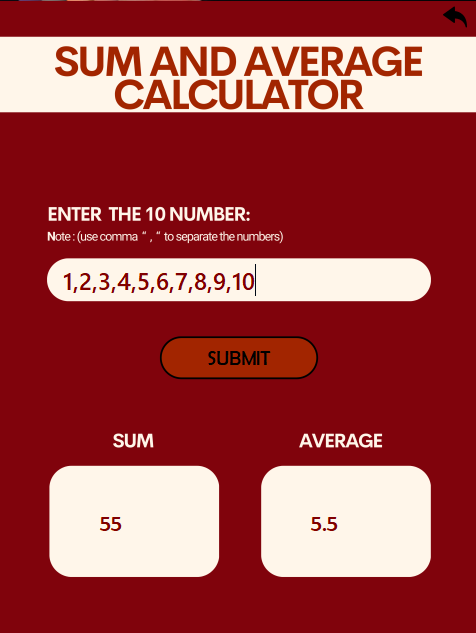 SUM AND AVERAGE
CALCULATOR
ENTER THE 10 NUMBER:
Note : (use comma “ , “ to separate the numbers)
1,2,3,4,5,6,7,8,9,10
SUBMIT
SUM AVERAGE
55 5.5